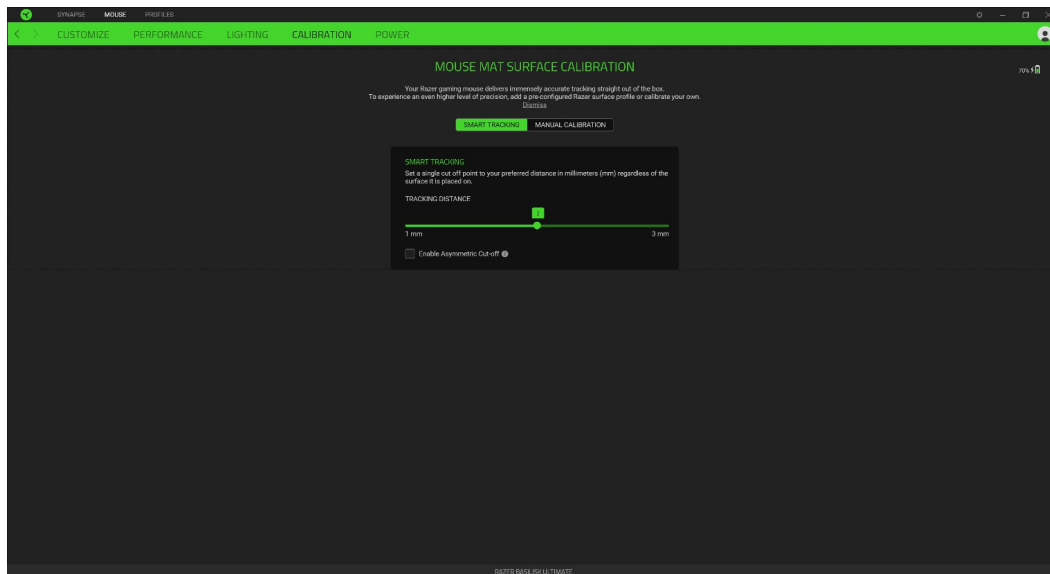 SYNAPSE MOUSE PROFILES
CUSTOMIZE PERFORMANCE LIGHTING CALIBRATION POWER
MOUSE MAT SURFACE CALIBRATION
70%
Your Razer gaming mouse delivers immensely accurate tracking straight out of the box.
To experience an even higher level of precision, add a pre-configured Razer surface profile or calibrate your own.
Dismiss
SMART TRACKING MANUAL CALIBRATION
SMART TRACKING
Set a single cut off point to your preferred distance in millimeters (mm) regardless of the
surface it is placed on.
TRACKING DISTANCE
2
1 mm 3 mm
Enable Asymmetric Cut-off ?
RAZER BASILISK ULTIMATE